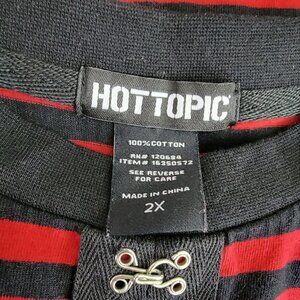 HOTTOPIC
100% COTTON
RN# 120694
ITEM# 16350572
SEE REVERSE
FOR CARE
MADE IN CHINA
2X